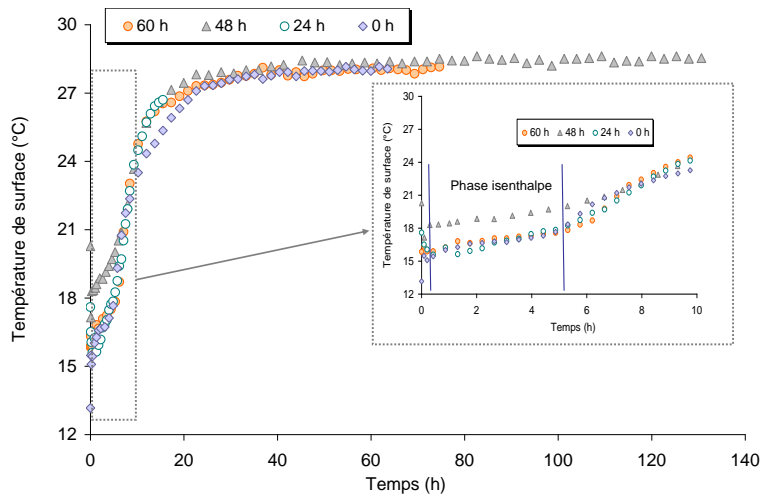 60 h 48 h 24 h 0 h
Température de surface (°C)
30
27
24
21
18
15
12
0 20 40 60 80 100 120 140
Temps (h)
60 h 48 h 24 h 0 h
Température de surface (°C)
30
27
24
21
18
15
12
Phase isenthalpe
0 2 4 6 8 10
Temps (h)